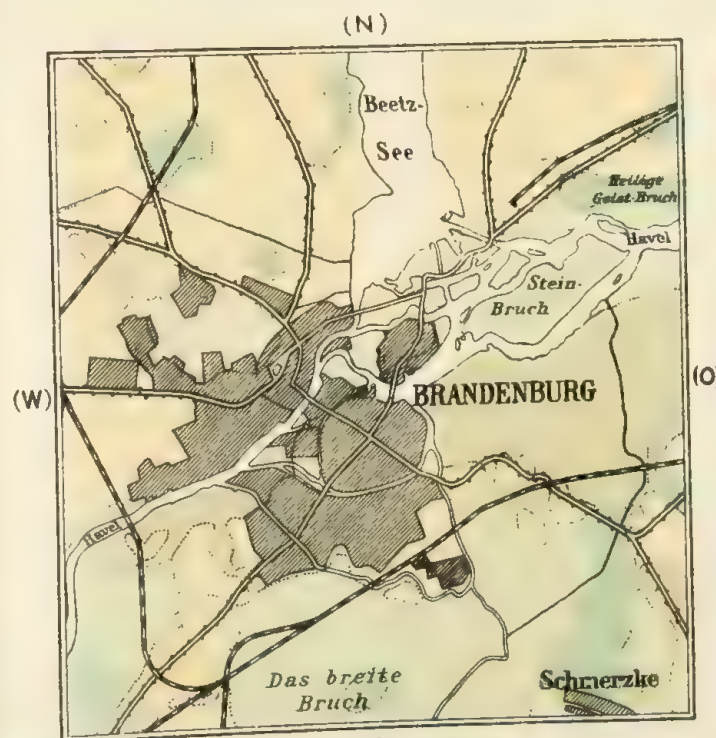 (N)
Beetz-
See
Heilige
Geist-Bruch
Havel
Stein-
Bruch
(W)
BRANDENBURG
(O)
Havel
Das breite
Bruch
Schmerzke